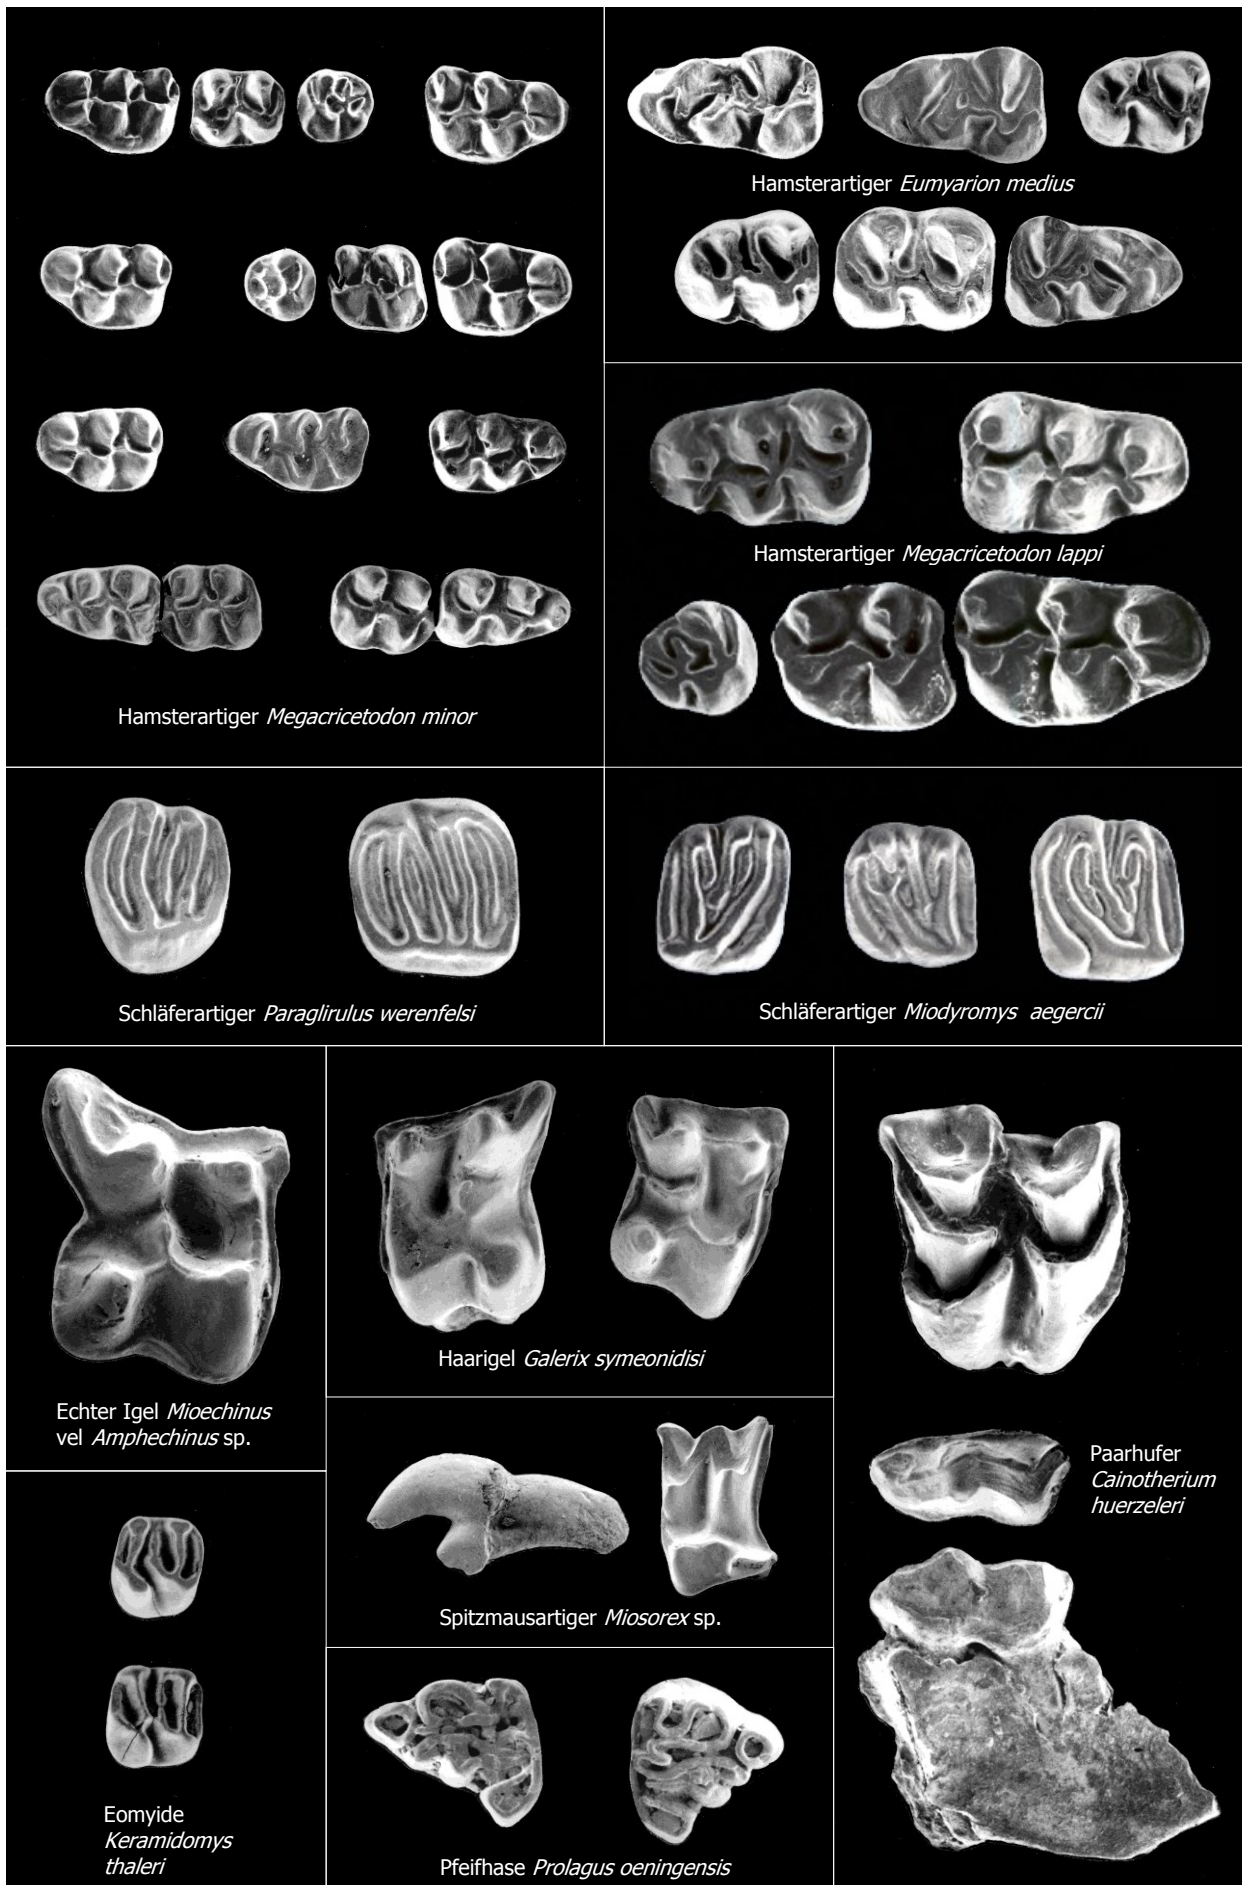 Hamsterartiger Eumyarion medius
Hamsterartiger Megacricetodon lappi
Hamsterartiger Megacricetodon minor
Schläferartiger Paraglirulus werenfelsi
Schläferartiger Miodyromys aegercii
Echter Igel Mioechinus
vel Amphechinus sp.
Haarigel Galerix symeonidisi
Paarhufer
Cainotherium
huerzeleri
Spitzmausartiger Miosorex sp.
Eomyide
Keramidomys
thaleri
Pfeifhase Prolagus oeningensis